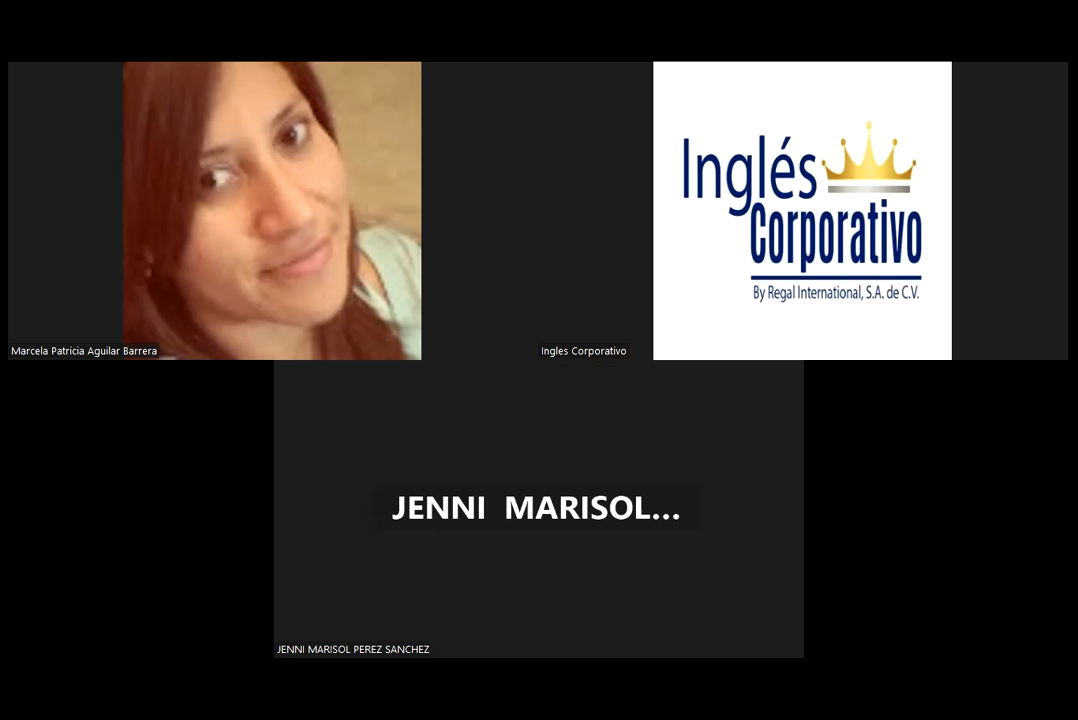 Inglés
Corporativo
By Regal International, S.A. de C.V.
Marcela Patricia Aguilar Barrera
Ingles Corporativo
JENNI MARISOL...
JENNI MARISOL PEREZ SANCHEZ